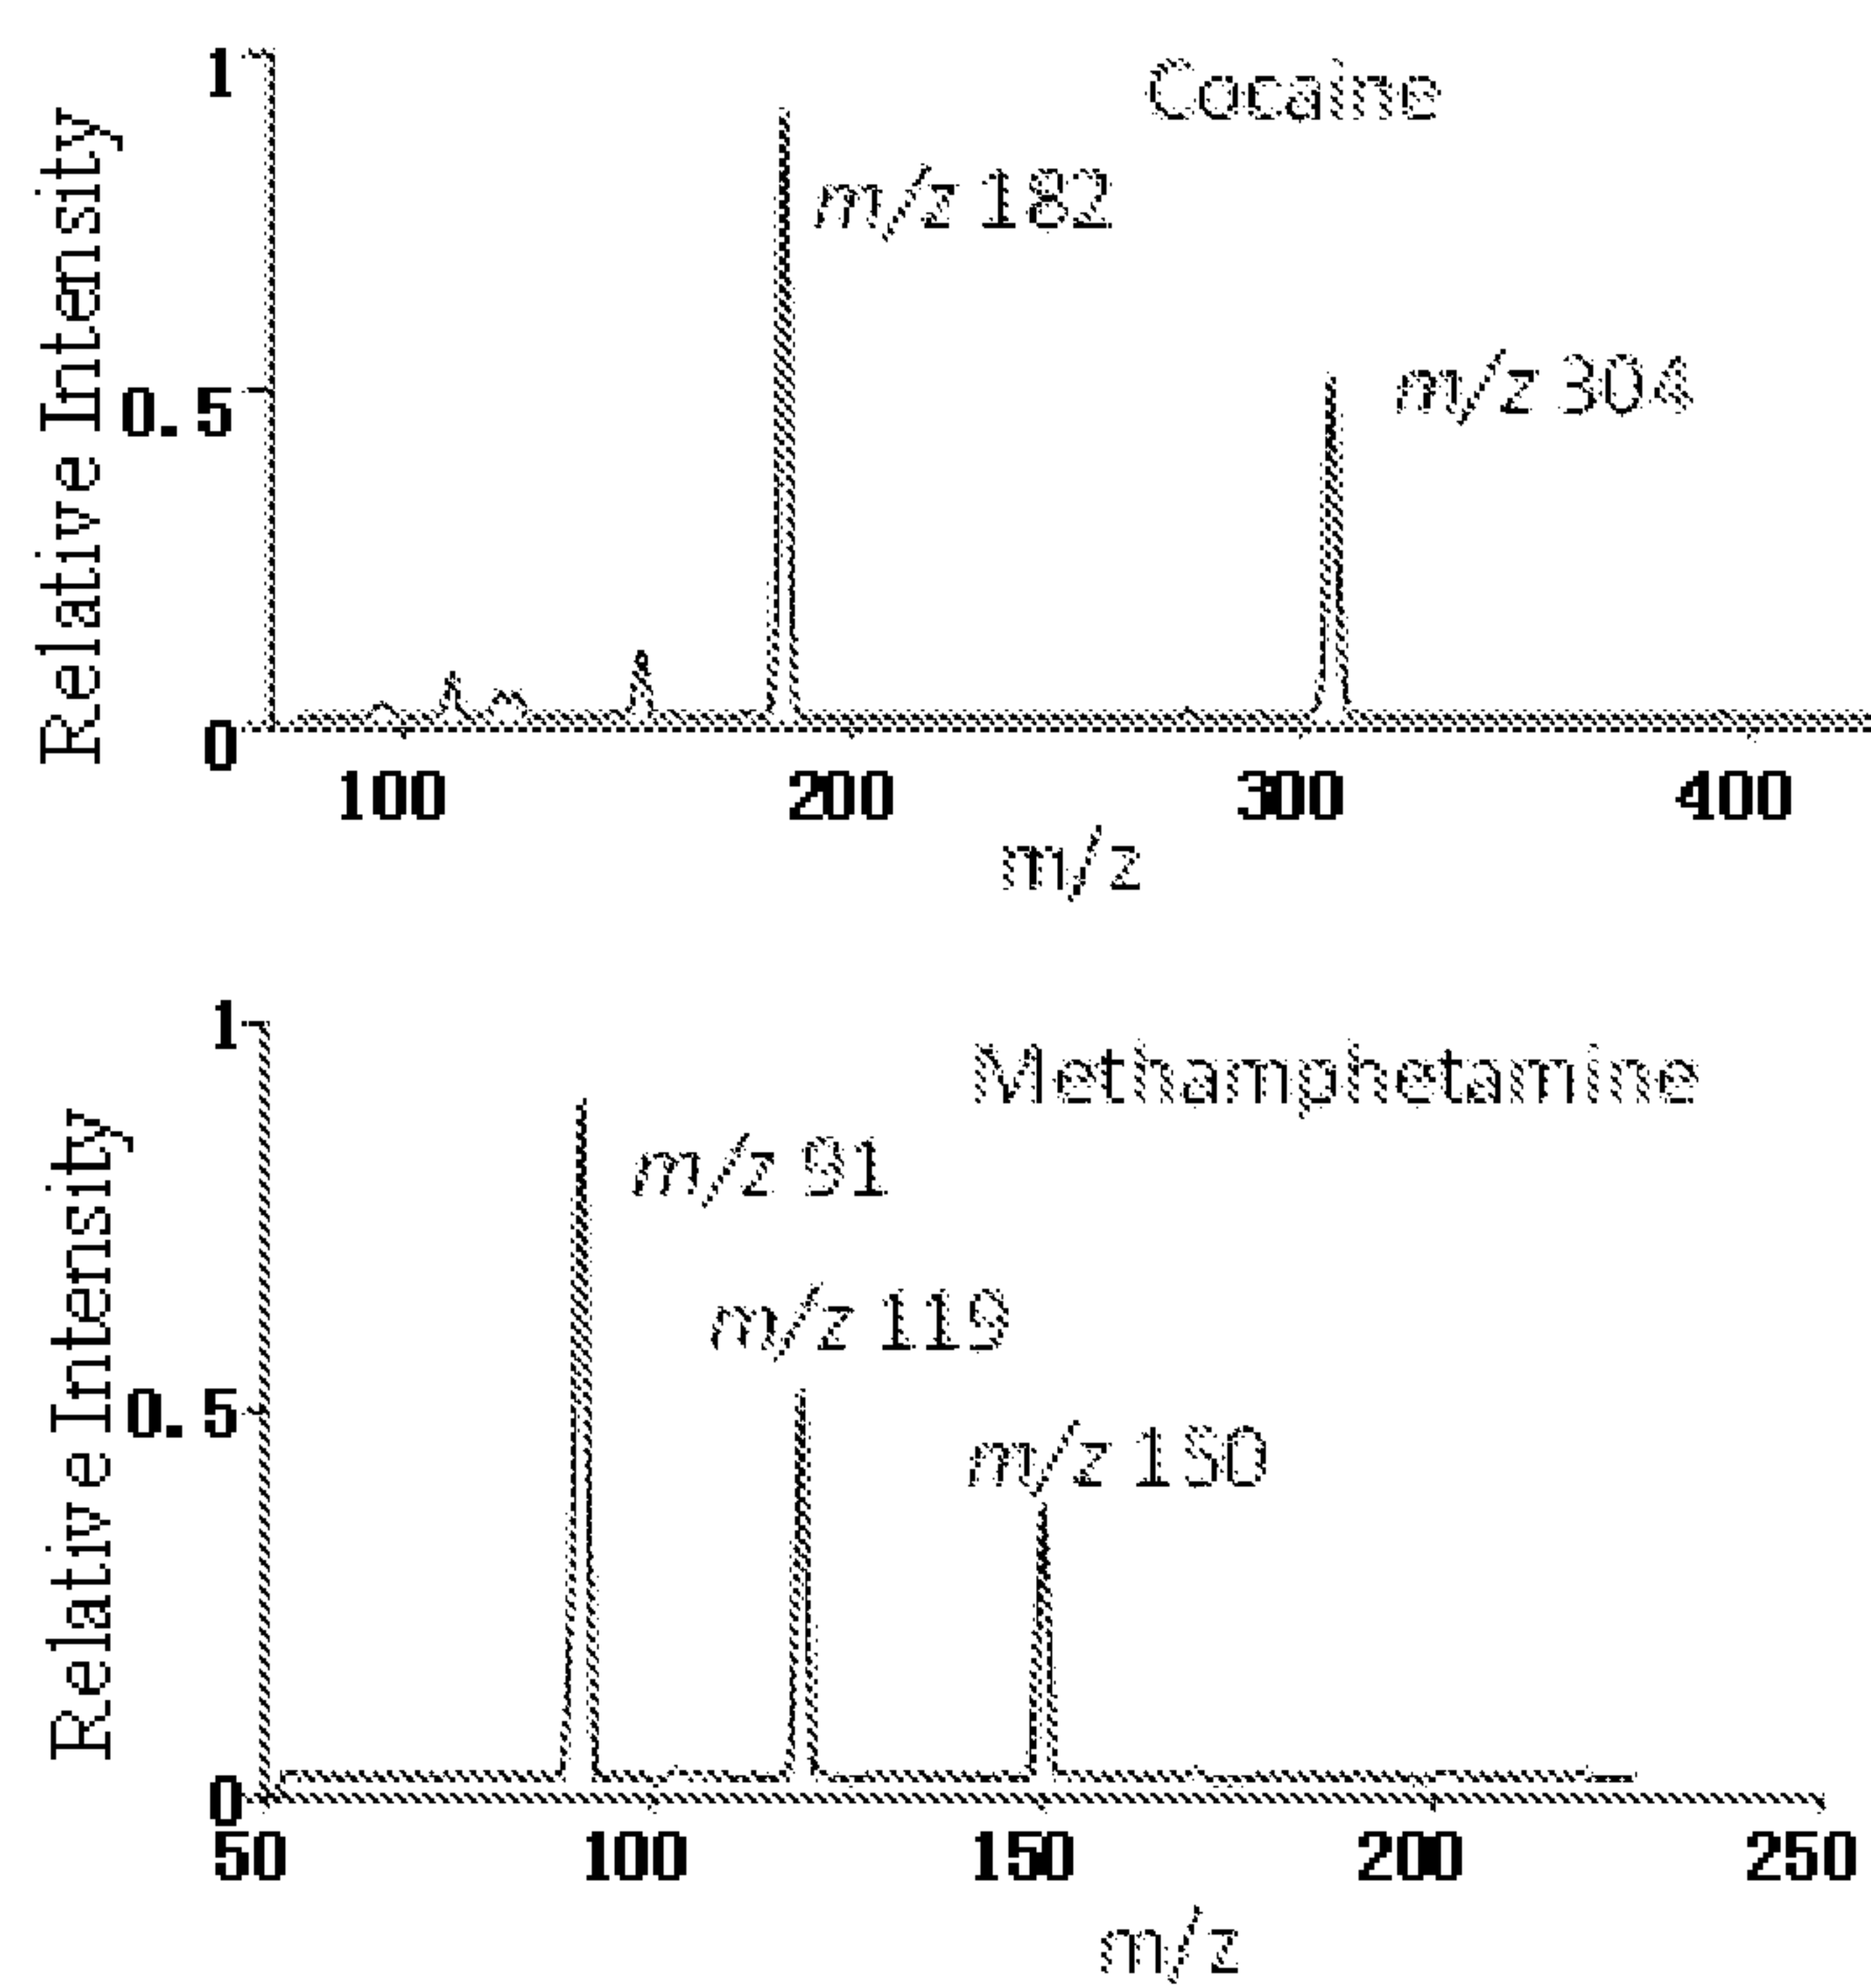 Cocaine
Relative Intensity
1
0.5
0
m/z 182
m/z 304
100 200 300 400
m/z
Methamphetamine
Relative Intensity
1
0.5
0
m/z 91
m/z 119
m/z 150
50 100 150 200 250
m/z